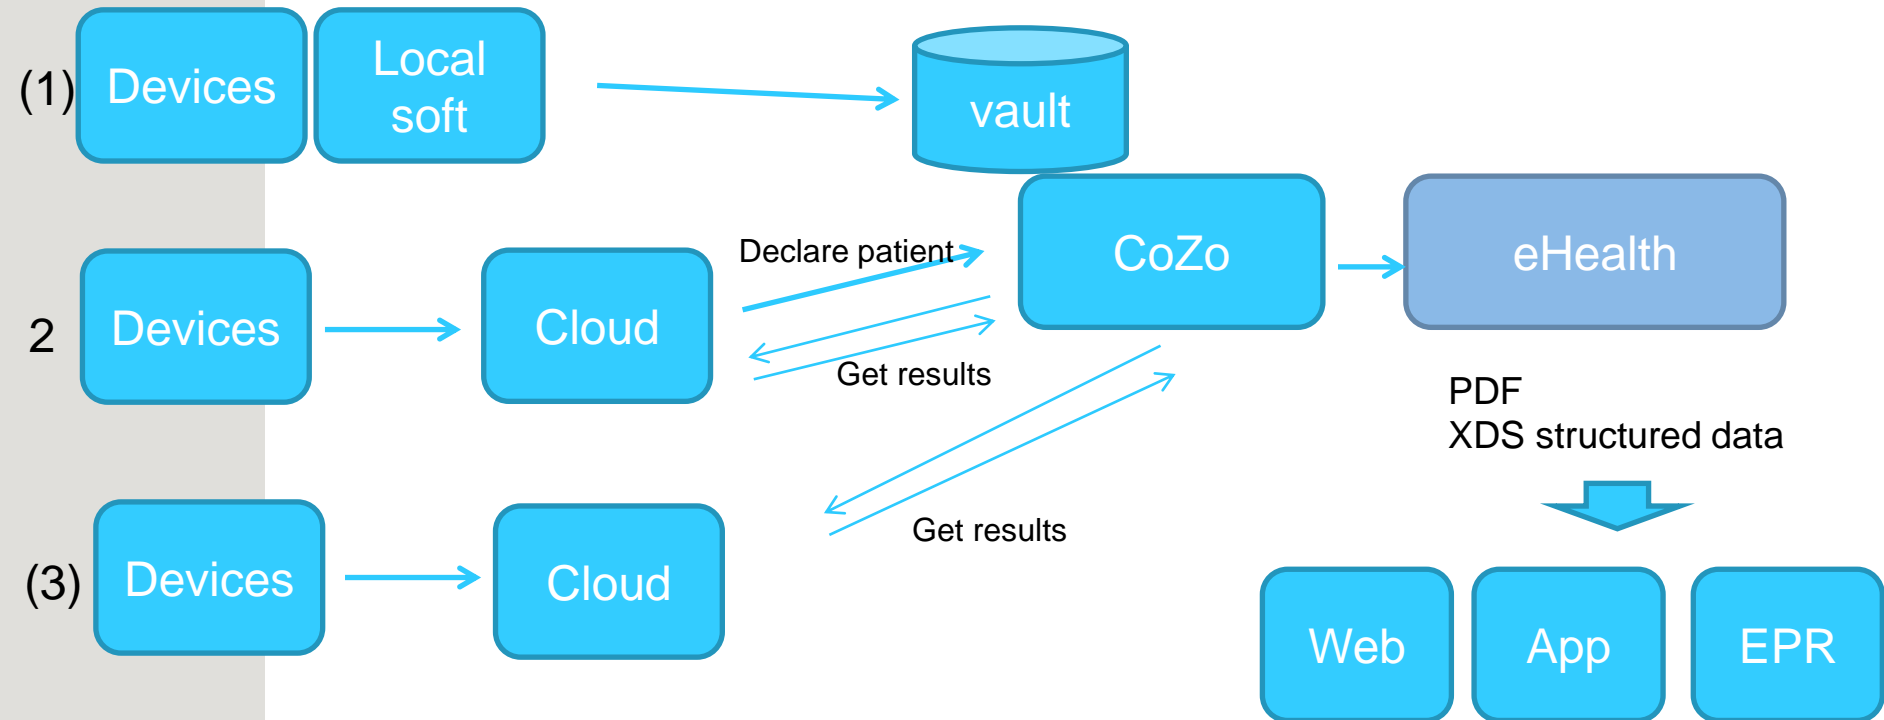 (1)
Devices
Local
soft
vault
2
Devices
Cloud
Declare patient
Get results
CoZo
eHealth
PDF
XDS structured data
(3)
Devices
Cloud
Get results
Web
App
EPR